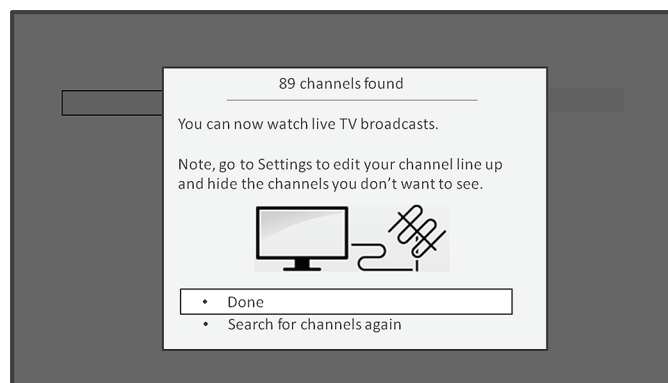 89 channels found
You can now watch live TV broadcasts.
Note, go to Settings to edit your channel line up
and hide the channels you don’t want to see.
• Done
• Search for channels again